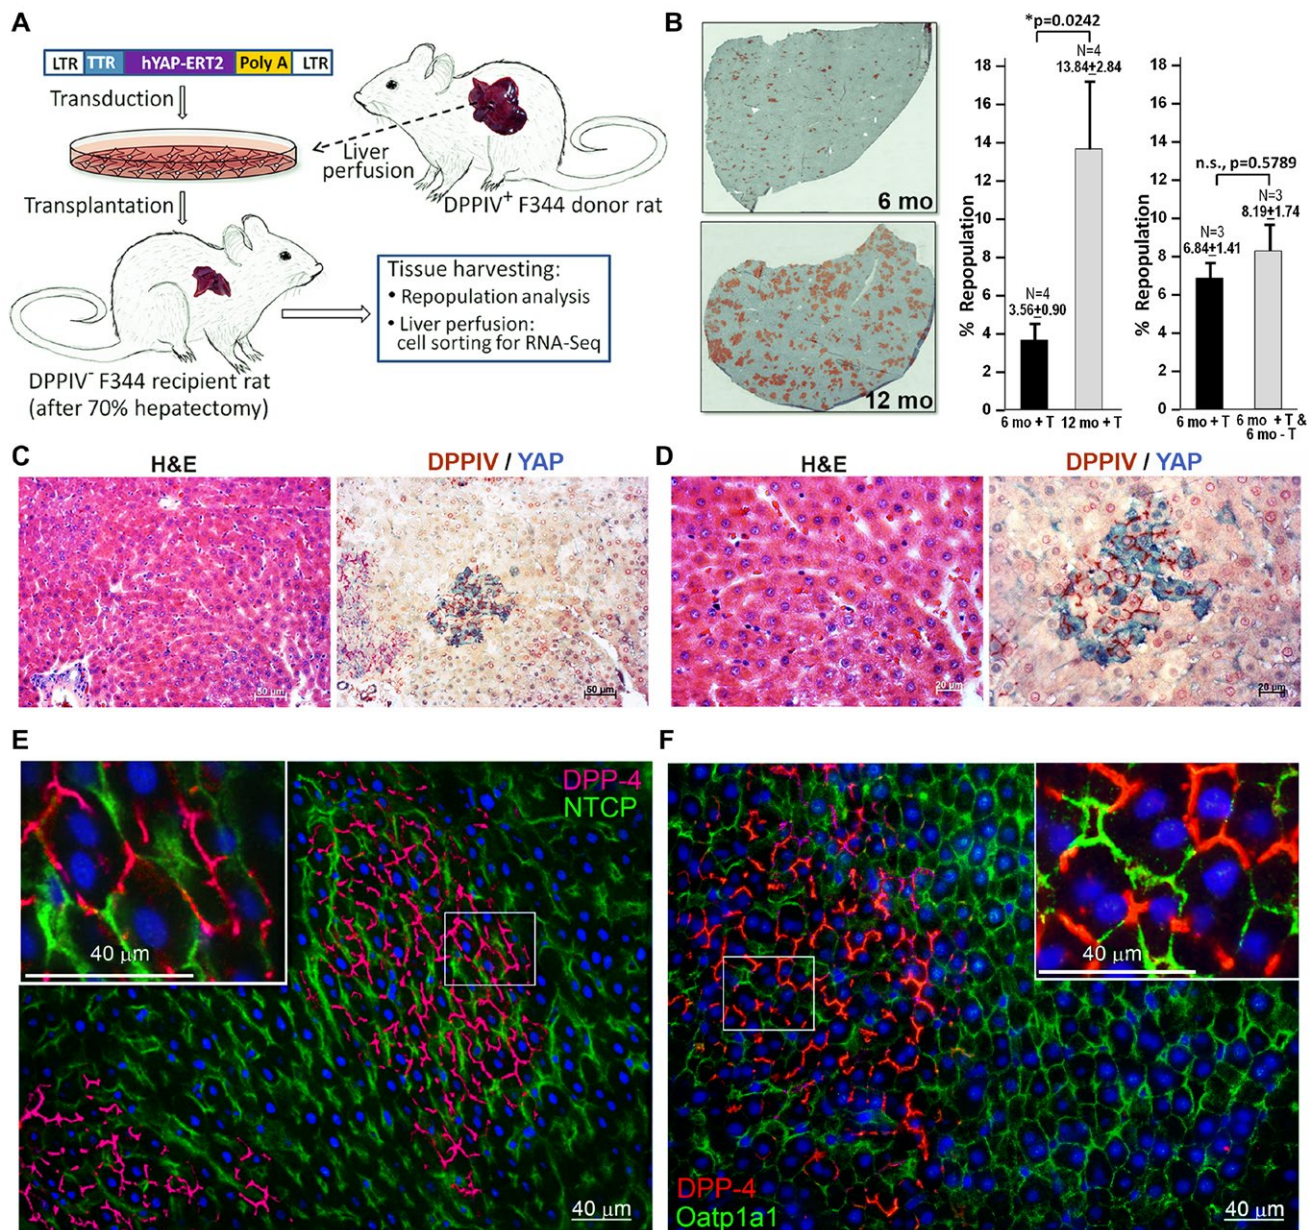 A
LTR TTR hYAP-ERT2 Poly A LTR
Transduction
Liver
perfusion
DPPIV+ F344 donor rat
Transplantation
Tissue harvesting:
• Repopulation analysis
• Liver perfusion:
cell sorting for RNA-Seq
DPPIV- F344 recipient rat
(after 70% hepatectomy)
B
6 mo
12 mo
*p=0.0242
N=4
13.84±2.84
18
16
14
12
10
8
6
4
2
0
% Repopulation
N=4
3.56±0.90
6 mo + T 12 mo + T
18
16
14
12
10
8
6
4
2
0
% Repopulation
n.s., p=0.5789
N=3
8.19±1.74
N=3
6.84±1.41
6 mo + T 6 mo + T &
6 mo - T
C
H&E
DPPIV / YAP
50 µm
50 µm
D
H&E
DPPIV / YAP
20 µm
20 µm
E
DPP-4
NTCP
40 µm
40 µm
F
40 µm
DPP-4
Oatp1a1
40 µm